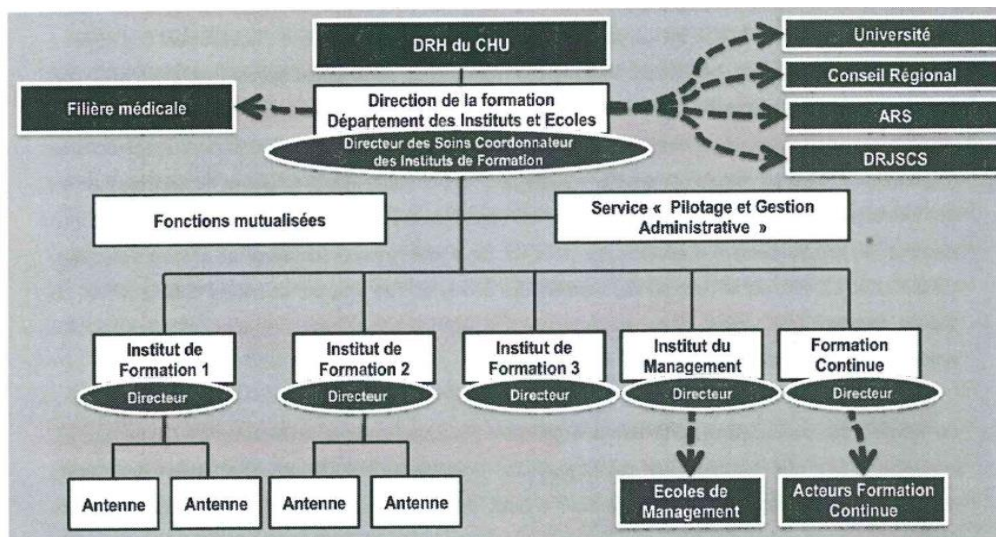 DRH du CHU
Université
Conseil Régional
Filière médicale
Direction de la formation
Département des Instituts et Ecoles
ARS
Directeur des Soins Coordonnateur
des Instituts de Formation
DRJSCS
Fonctions mutualisées
Service « Pilotage et Gestion
Administrative »
Institut de
Formation 1
Directeur
Institut de
Formation 2
Directeur
Institut de
Formation 3
Directeur
Institut du
Management
Directeur
Formation
Continue
Directeur
Antenne
Antenne
Antenne
Antenne
Ecoles de
Management
Acteurs Formation
Continue